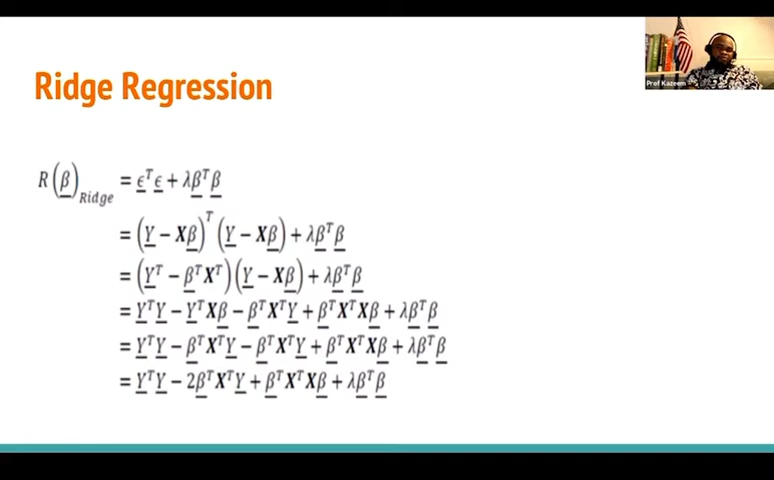 Prof Kazeem
Ridge Regression
R(β)Ridge = ϵᵀϵ + λβᵀβ
= (Y − Xβ)ᵀ(Y − Xβ) + λβᵀβ
= (Yᵀ − βᵀXᵀ)(Y − Xβ) + λβᵀβ
= YᵀY − YᵀXβ − βᵀXᵀY + βᵀXᵀXβ + λβᵀβ
= YᵀY − βᵀXᵀY − βᵀXᵀY + βᵀXᵀXβ + λβᵀβ
= YᵀY − 2βᵀXᵀY + βᵀXᵀXβ + λβᵀβ